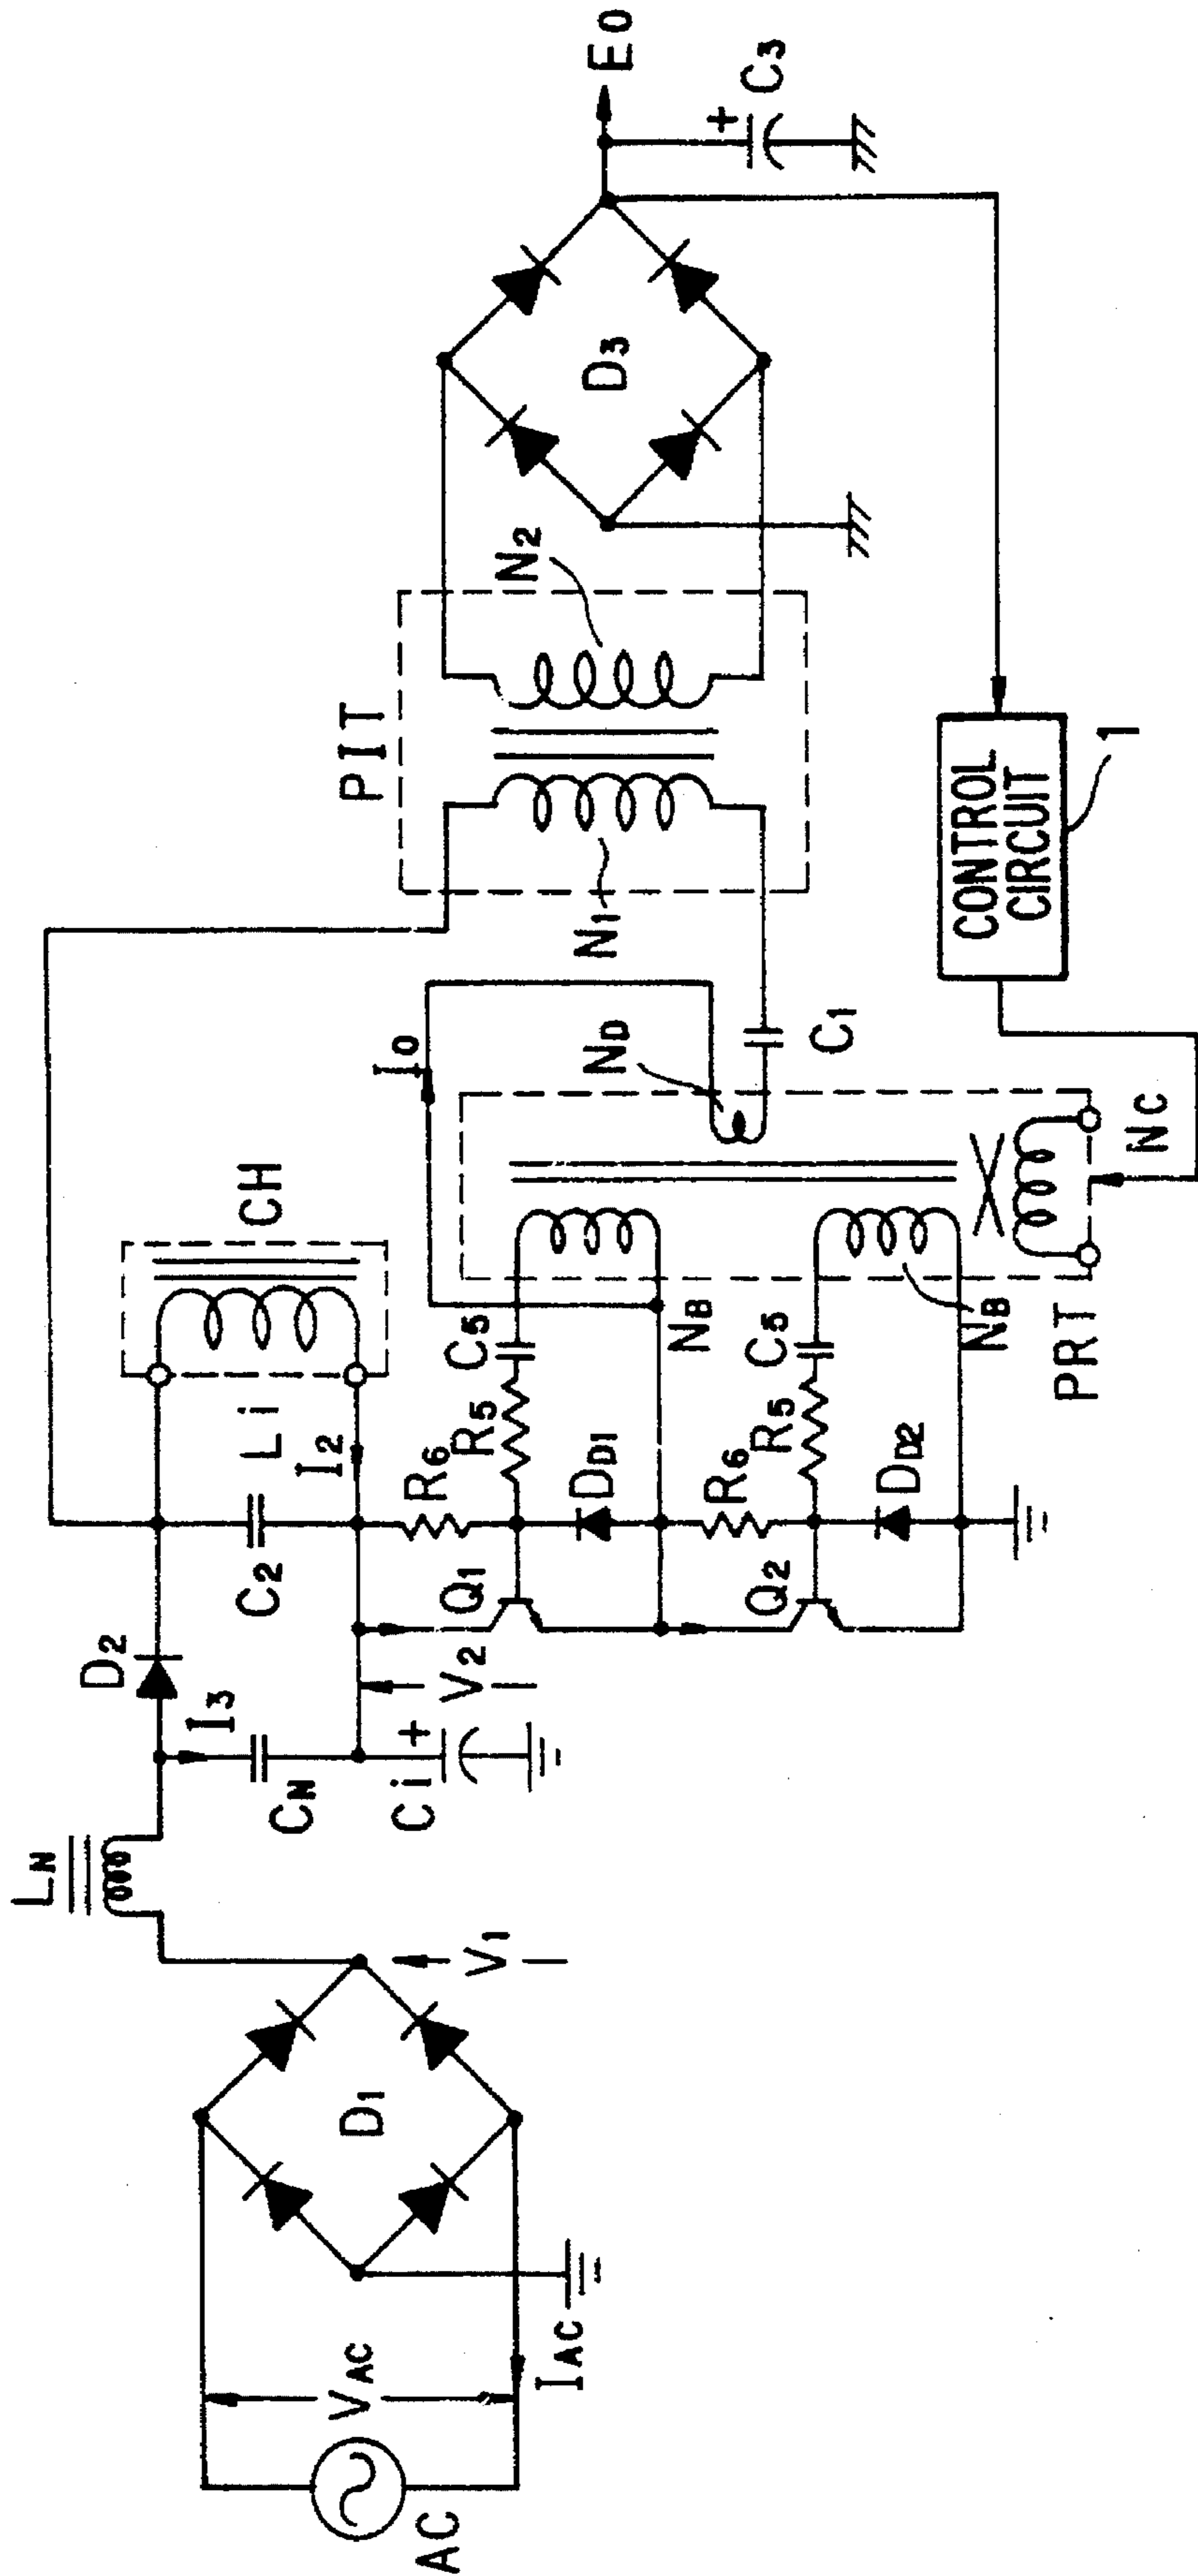 AC
VAC
IAC
D1
V1
LN
CN
I3
D2
Ci
+
V2
C2
Li
I2
CH
Q1
R6
R5
C5
DD1
NB
Q2
R6
R5
C5
DD2
NB
PRT
NC
I0
ND
C1
N1
PIT
N2
D3
E0
+
C3
CONTROL
CIRCUIT
1